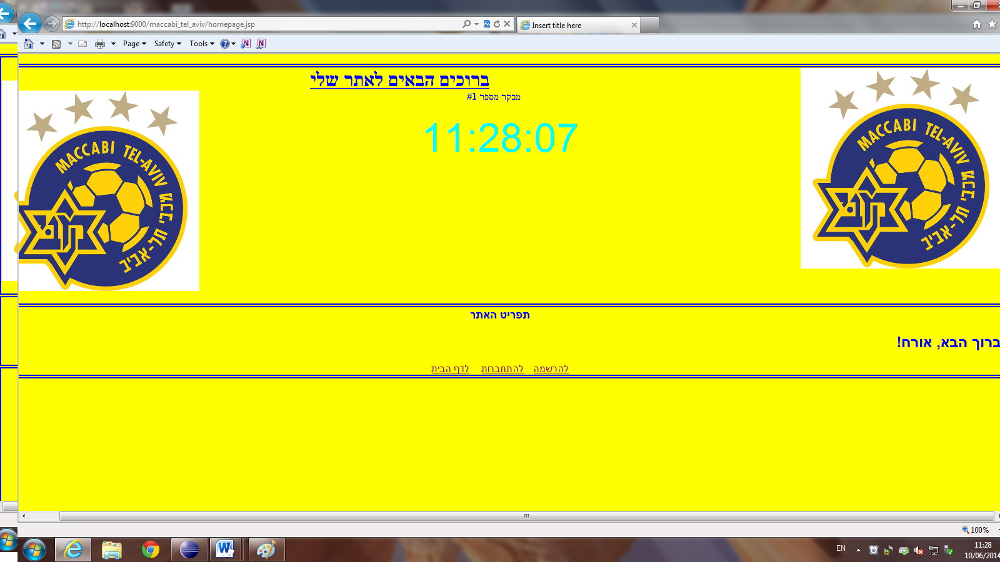 http://localhost:9000/maccabi_tel_aviv/homepage.jsp
Insert title here
Page Safety Tools
ברוכים הבאים לאתר שלי
מבקר מספר 1#
11:28:07
MACCABI TEL-AVIV מכבי תל-אביב
MACCABI TEL-AVIV מכבי תל-אביב
תפריט האתר
ברוך הבא, אורח!
להרשמה להתחברות לדף הבית
100%
EN
11:28
10/06/2014